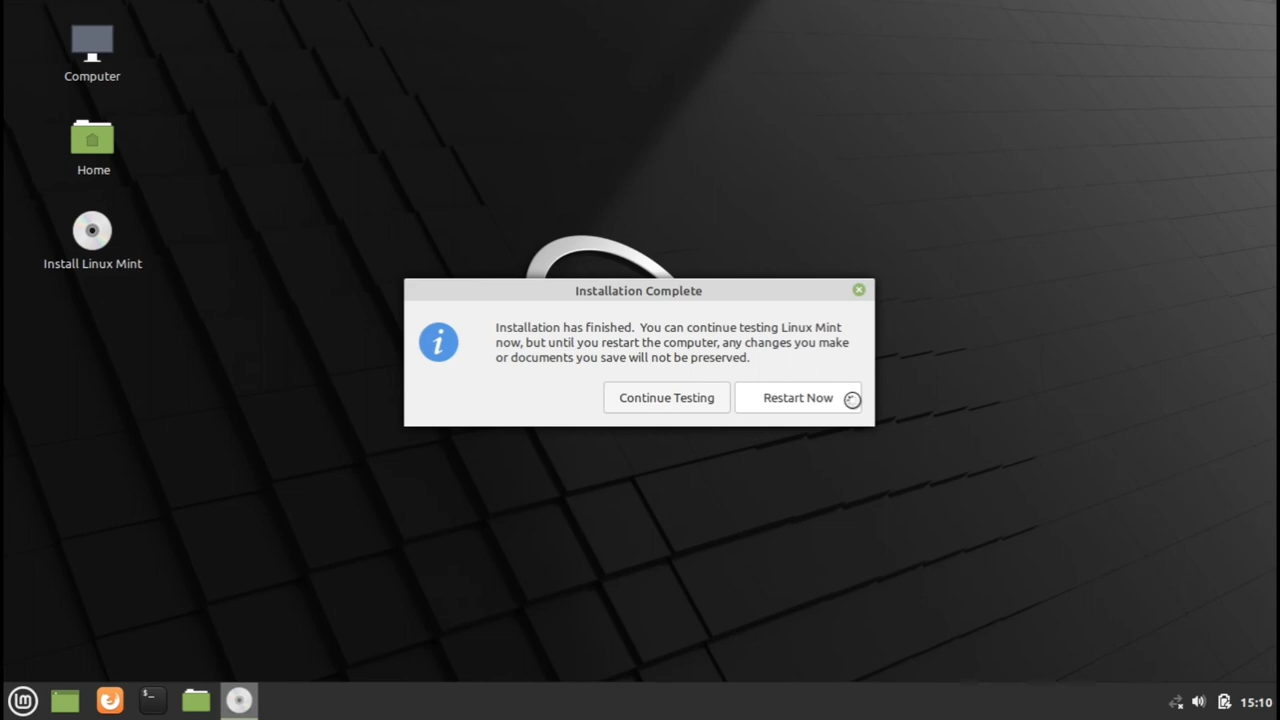 Computer
Home
Install Linux Mint
Installation Complete
Installation has finished.  You can continue testing Linux Mint
now, but until you restart the computer, any changes you make
or documents you save will not be preserved.
Continue Testing
Restart Now
$_
15:10